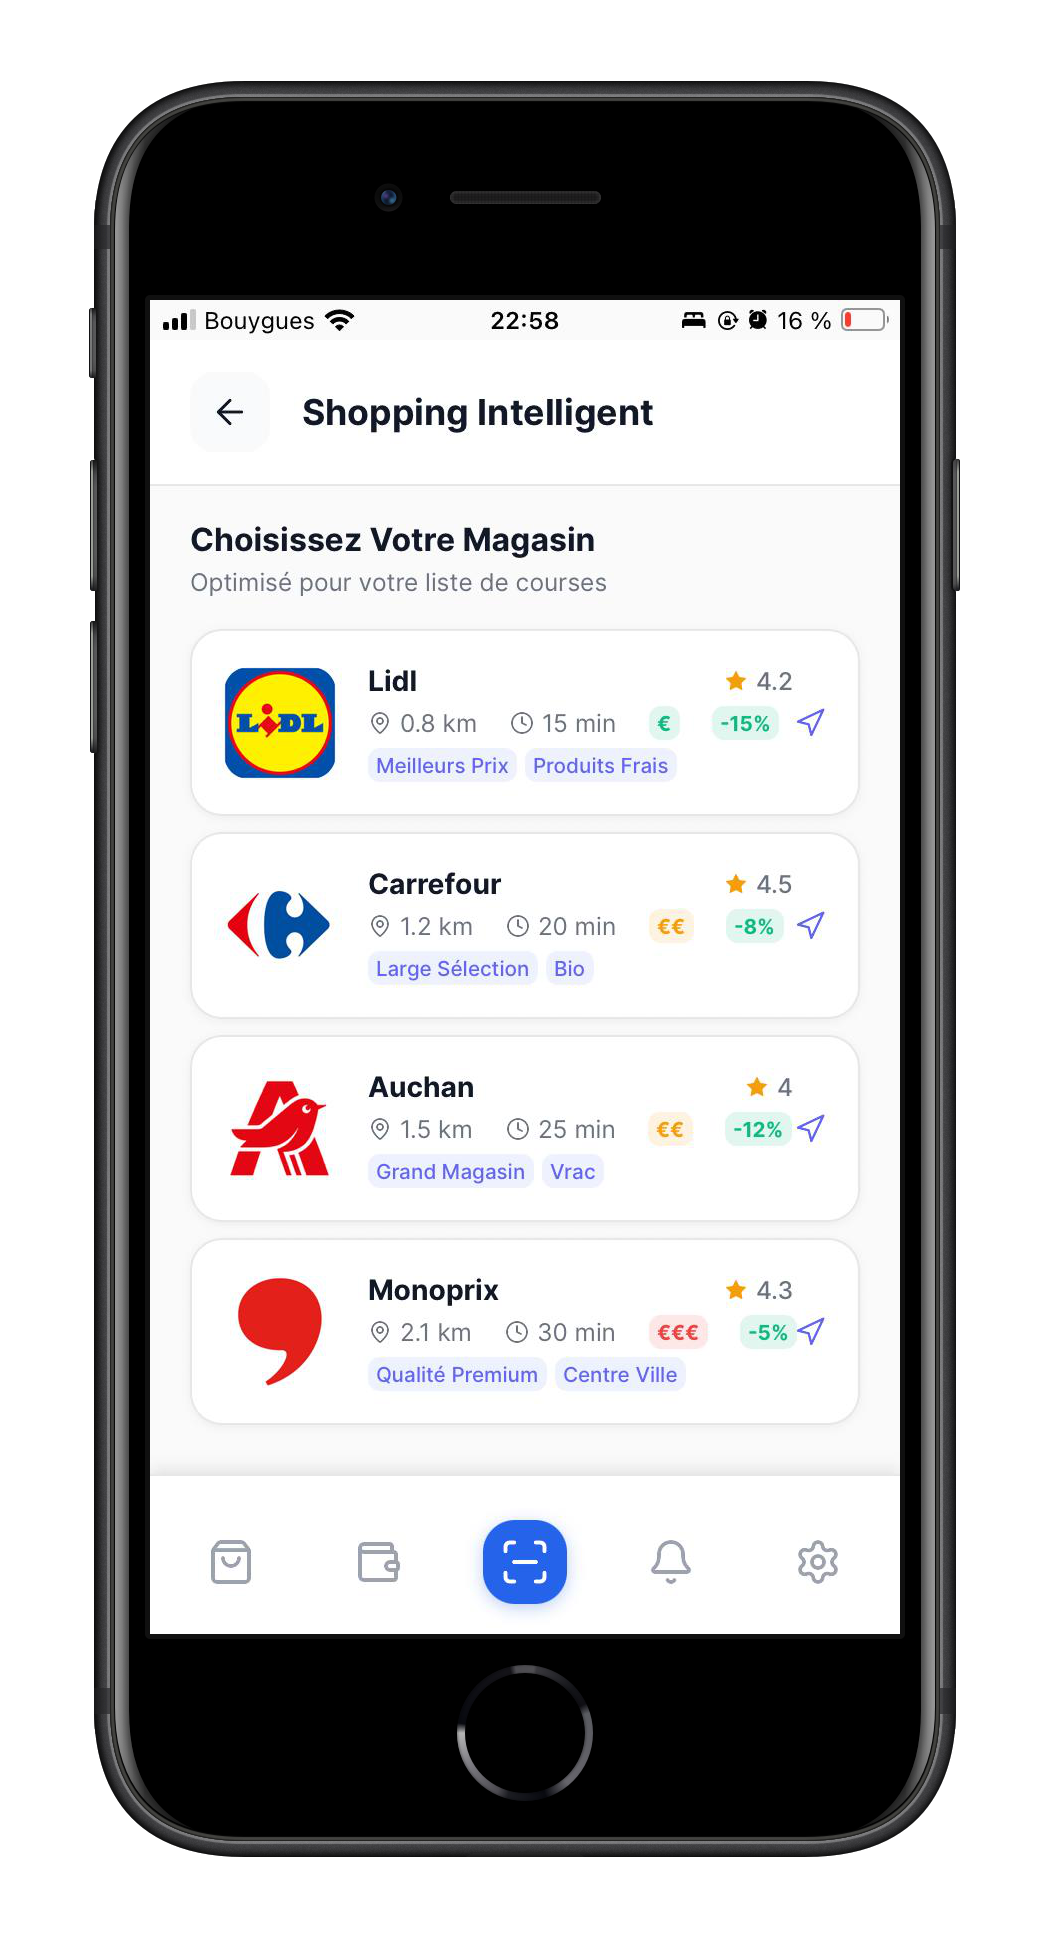 Bouygues 22:58 16 %
Shopping Intelligent
Choisissez Votre Magasin
Optimisé pour votre liste de courses
LIDL
Lidl 4.2
0.8 km 15 min € -15%
Meilleurs Prix Produits Frais
Carrefour 4.5
1.2 km 20 min €€ -8%
Large Sélection Bio
Auchan 4
1.5 km 25 min €€ -12%
Grand Magasin Vrac
Monoprix 4.3
2.1 km 30 min €€€ -5%
Qualité Premium Centre Ville